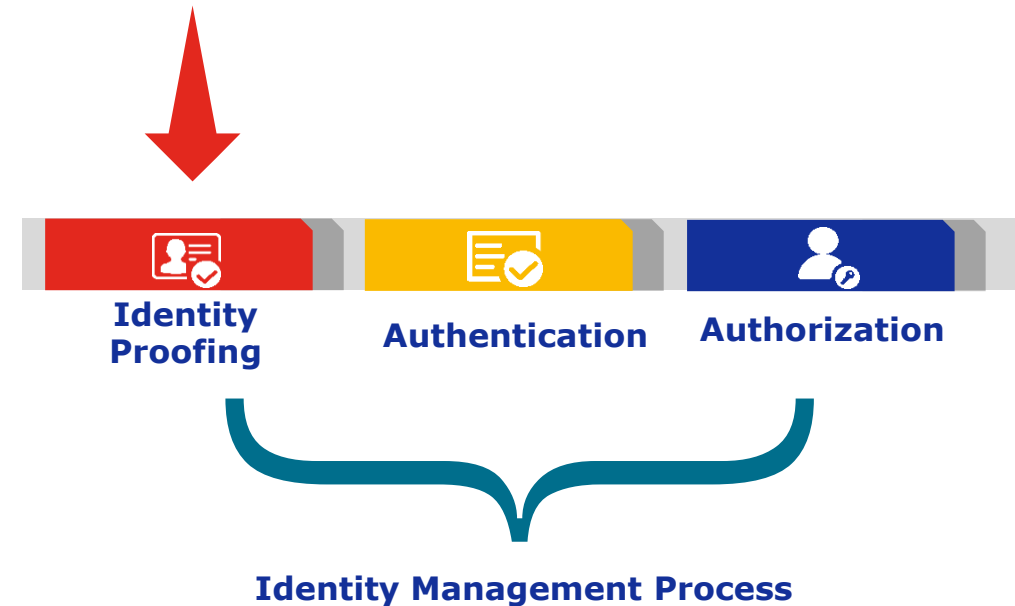 Identity
Proofing
Authentication
Authorization
Identity Management Process